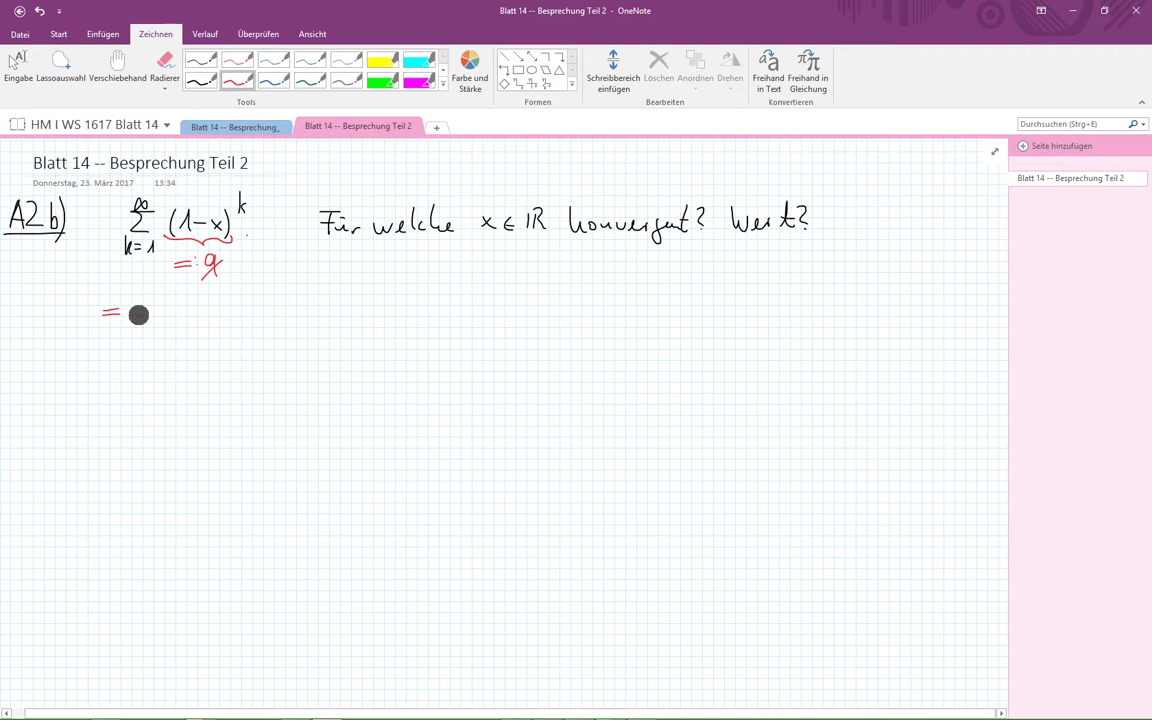 Blatt 14 -- Besprechung Teil 2 - OneNote
Datei Start Einfügen Zeichnen Verlauf Überprüfen Ansicht
Eingabe Lassoauswahl Verschiebehand Radierer
Farbe und Stärke
Schreibbereich einfügen
Löschen Anordnen Drehen
Freihand in Text
Freihand in Gleichung
Tools Formen Bearbeiten Konvertieren
HM I WS 1617 Blatt 14
Blatt 14 -- Besprechung_
Blatt 14 -- Besprechung Teil 2
Durchsuchen (Strg+E)
Seite hinzufügen
Blatt 14 -- Besprechung Teil 2
Blatt 14 -- Besprechung Teil 2
Donnerstag, 23. März 2017 13:34
A2 b) ∑_{k=1}^{∞} (1-x)^k Für welche x ∈ ℝ konvergent? Wert?
=: q
=